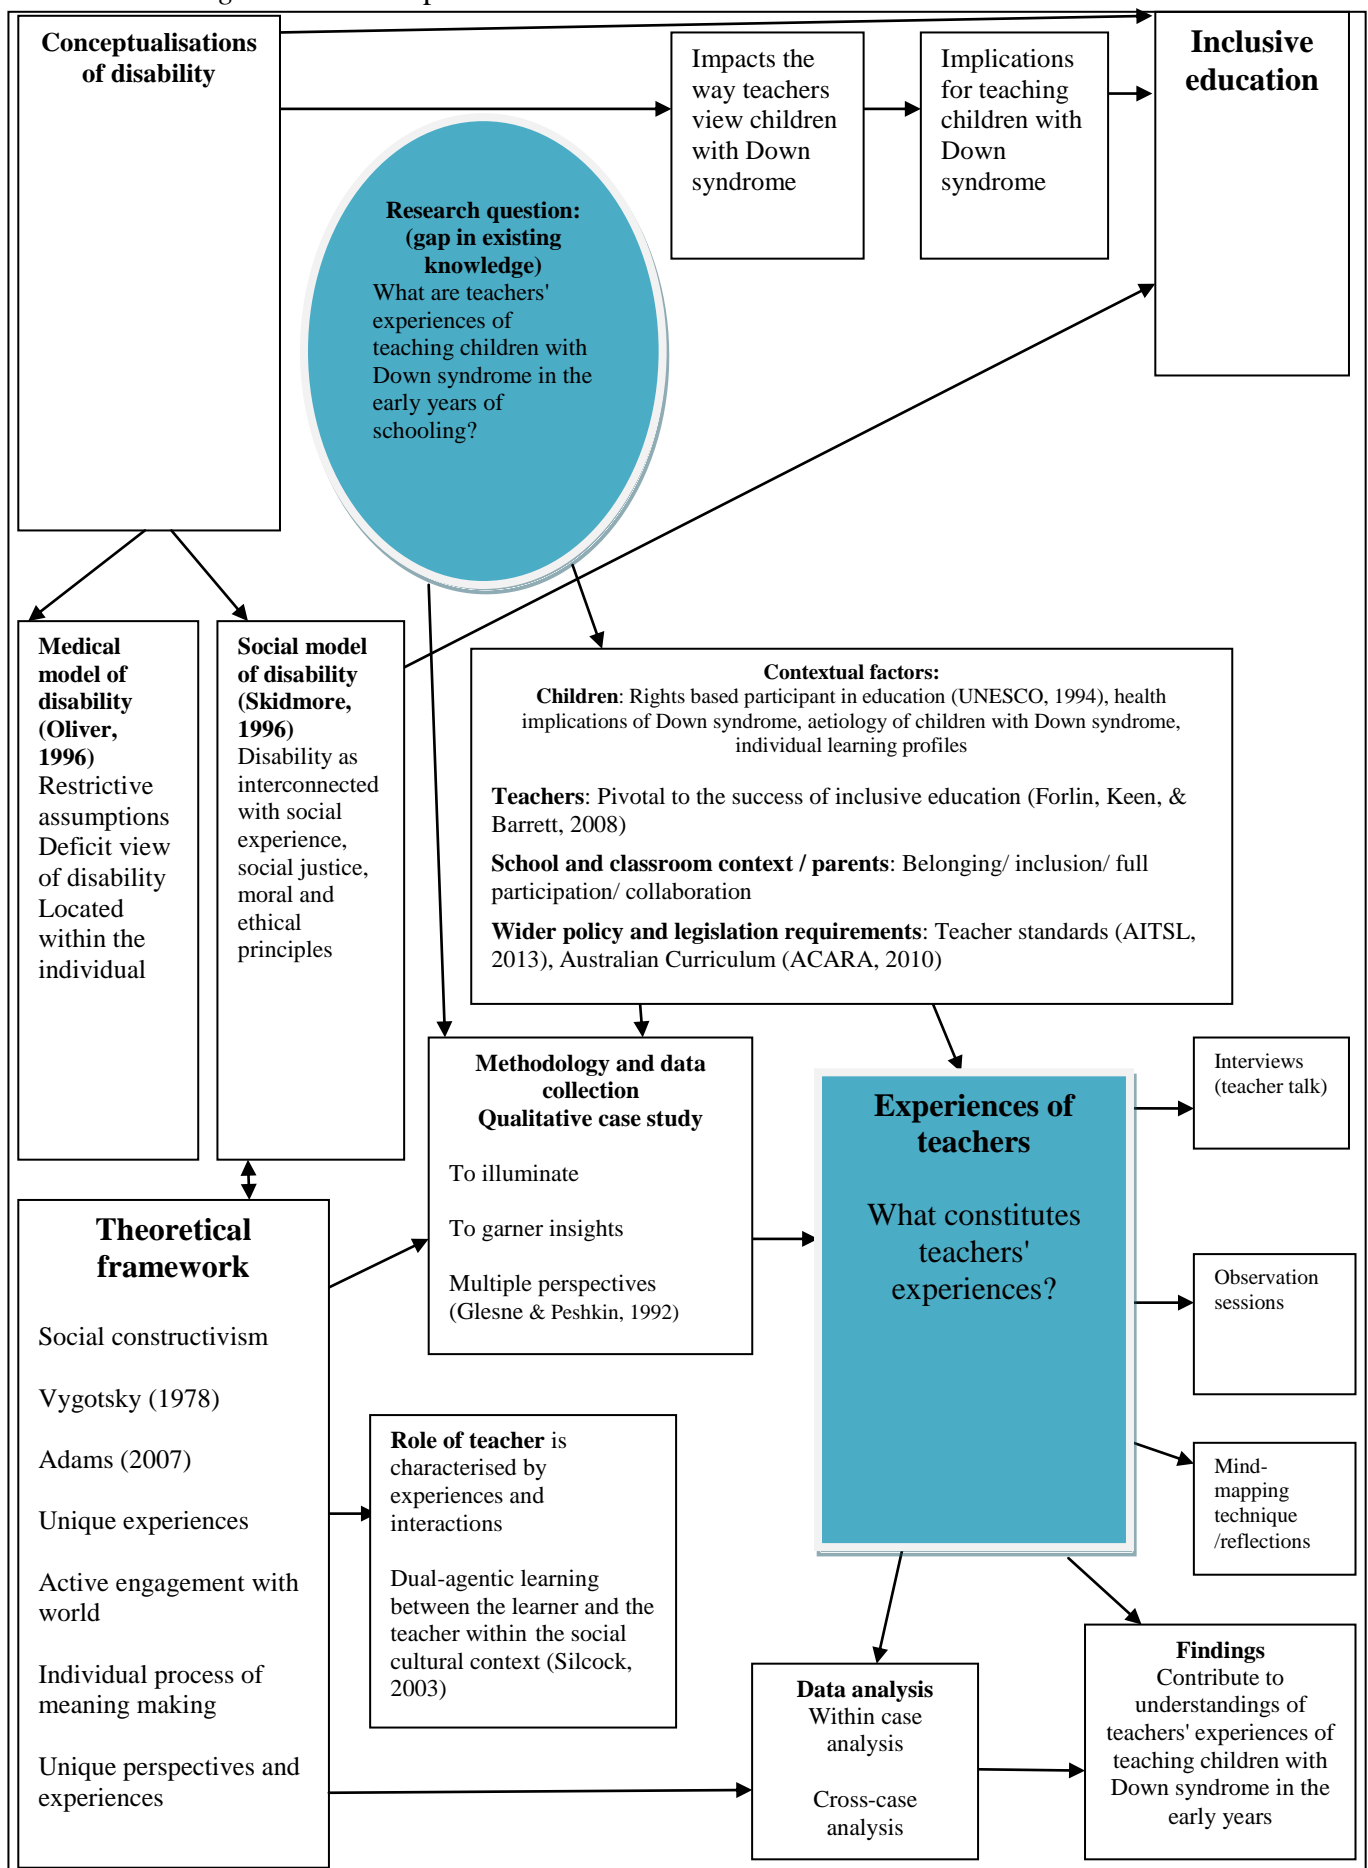 Conceptualisations
of disability
Impacts the
way teachers
view children
with Down
syndrome
Implications
for teaching
children with
Down
syndrome
Inclusive
education
Research question:
(gap in existing
knowledge)
What are teachers'
experiences of
teaching children with
Down syndrome in the
early years of
schooling?
Medical
model of
disability
(Oliver,
1996)
Restrictive
assumptions
Deficit view
of disability
Located
within the
individual
Social model
of disability
(Skidmore,
1996)
Disability as
interconnected
with social
experience,
social justice,
moral and
ethical
principles
Contextual factors:
Children: Rights based participant in education (UNESCO, 1994), health
implications of Down syndrome, aetiology of children with Down syndrome,
individual learning profiles
Teachers: Pivotal to the success of inclusive education (Forlin, Keen, &
Barrett, 2008)
School and classroom context / parents: Belonging/ inclusion/ full
participation/ collaboration
Wider policy and legislation requirements: Teacher standards (AITSL,
2013), Australian Curriculum (ACARA, 2010)
Methodology and data
collection
Qualitative case study
To illuminate
To garner insights
Multiple perspectives
(Glesne & Peshkin, 1992)
Experiences of
teachers
What constitutes
teachers'
experiences?
Interviews
(teacher talk)
Observation
sessions
Mind-
mapping
technique
/reflections
Theoretical
framework
Social constructivism
Vygotsky (1978)
Adams (2007)
Unique experiences
Active engagement with
world
Individual process of
meaning making
Unique perspectives and
experiences
Role of teacher is
characterised by
experiences and
interactions
Dual-agentic learning
between the learner and the
teacher within the social
cultural context (Silcock,
2003)
Data analysis
Within case
analysis
Cross-case
analysis
Findings
Contribute to
understandings of
teachers' experiences of
teaching children with
Down syndrome in the
early years